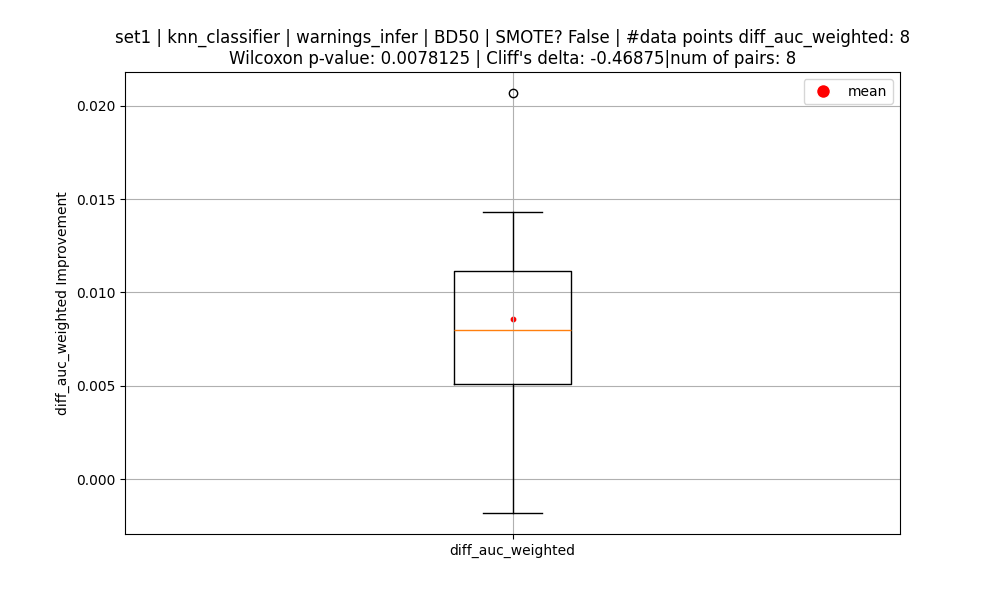 set1 | knn_classifier | warnings_infer | BD50 | SMOTE? False | #data points diff_auc_weighted: 8
Wilcoxon p-value: 0.0078125 | Cliff's delta: -0.46875|num of pairs: 8
mean
0.020
0.015
0.010
0.005
0.000
diff_auc_weighted Improvement
diff_auc_weighted